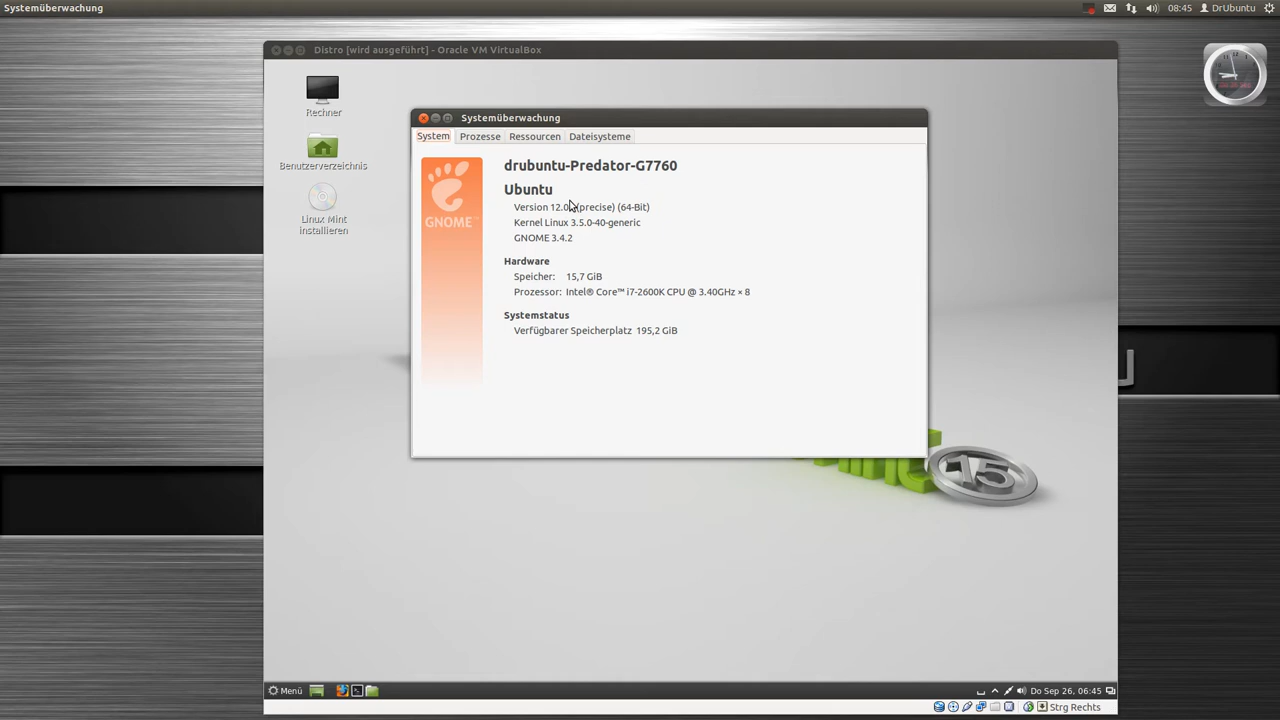 Systemüberwachung
08:45
DrUbuntu
Distro [wird ausgeführt] - Oracle VM VirtualBox
Rechner
Benutzerverzeichnis
Linux Mint
installieren
Systemüberwachung
System Prozesse Ressourcen Dateisysteme
GNOME™
drubuntu-Predator-G7760
Ubuntu
(precise) (64-Bit)
Version
Kernel Linux 3.5.0-40-generic
GNOME 3.4.2
Hardware
Speicher: 15,7 GiB
Prozessor: Intel® Core™ i7-2600K CPU @ 3.40GHz × 8
Systemstatus
Verfügbarer Speicherplatz 195,2 GiB
15
Menü
Do Sep 26, 06:45
Strg Rechts